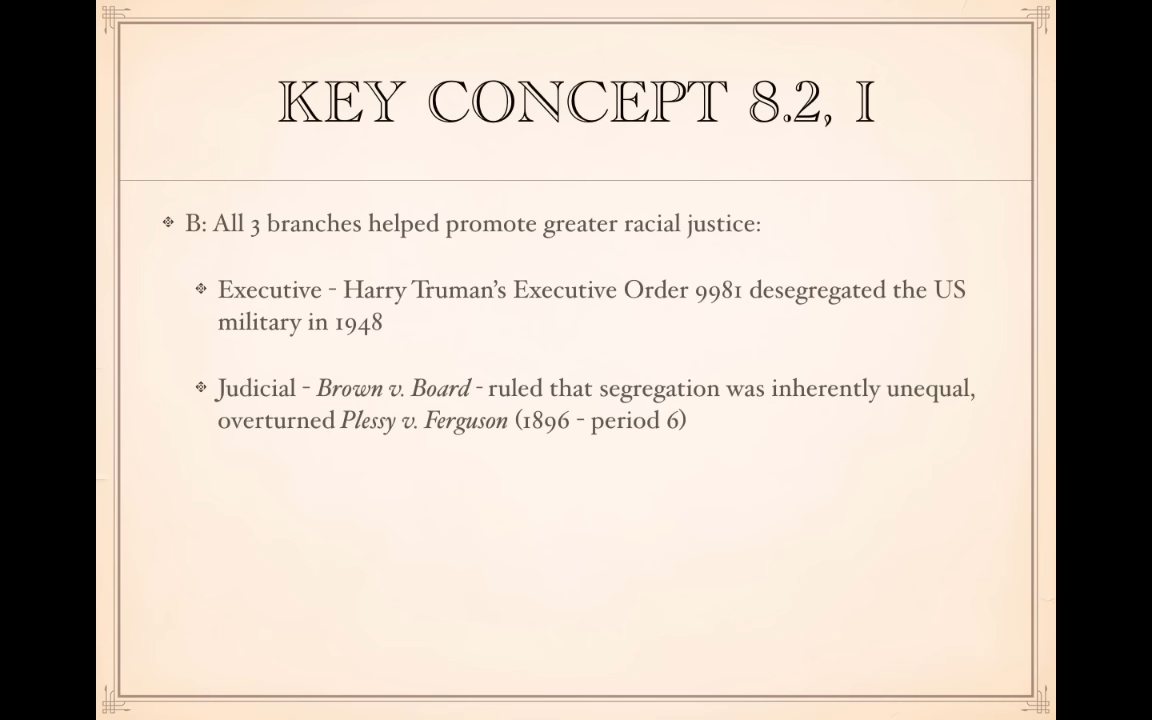 KEY CONCEPT 8.2, I
B: All 3 branches helped promote greater racial justice:
Executive - Harry Truman's Executive Order 9981 desegregated the US
military in 1948
Judicial - Brown v. Board - ruled that segregation was inherently unequal,
overturned Plessy v. Ferguson (1896 - period 6)